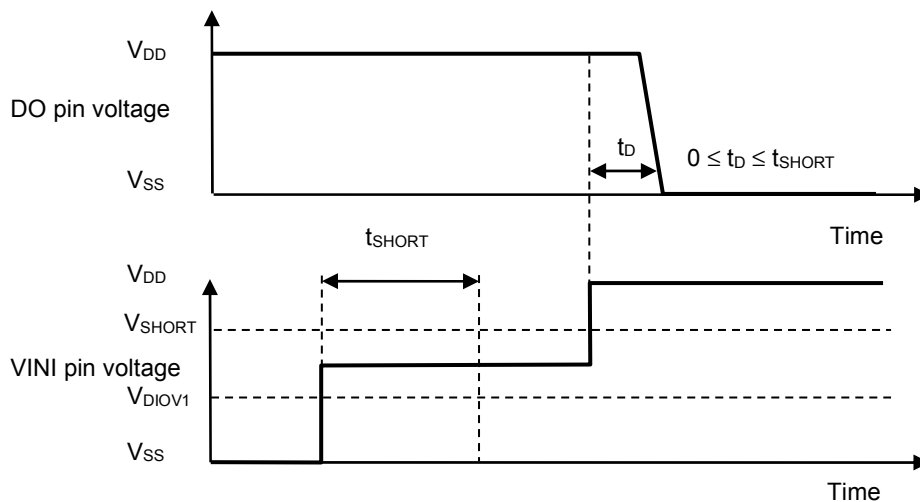 VDD
DO pin voltage
tD
0 ≤ tD ≤ tSHORT
VSS
Time
tSHORT
VDD
VSHORT
VINI pin voltage
VDIOV1
VSS
Time